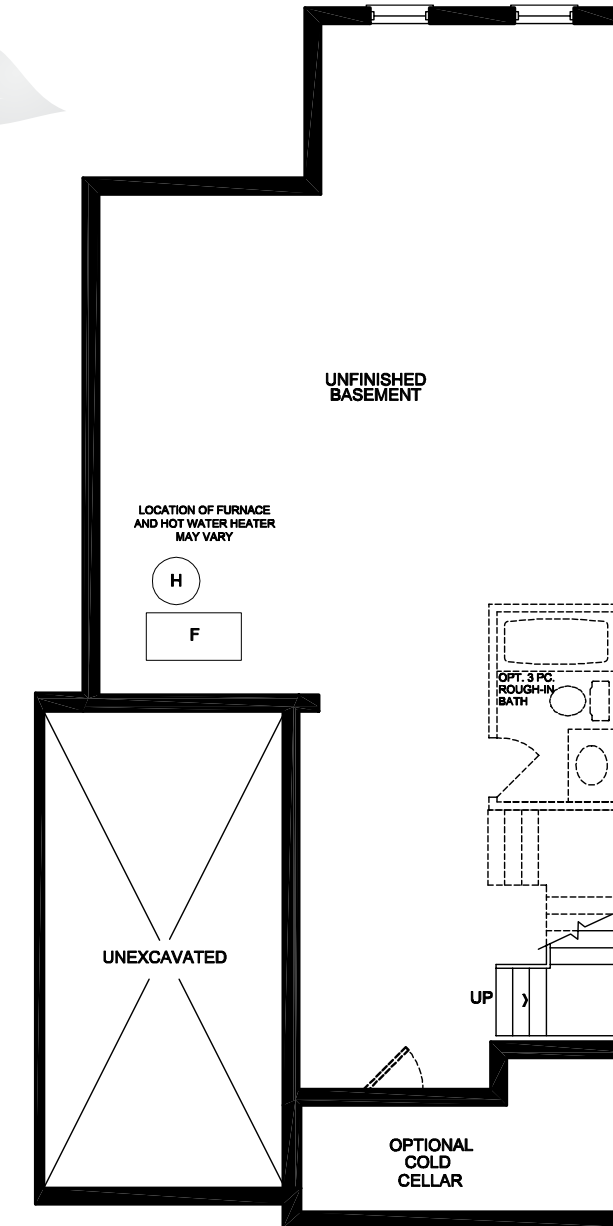 UNFINISHED
BASEMENT
LOCATION OF FURNACE
AND HOT WATER HEATER
MAY VARY
H
F
OPT. 3 PC.
ROUGH-IN
BATH
UNEXCAVATED
UP
OPTIONAL
COLD
CELLAR